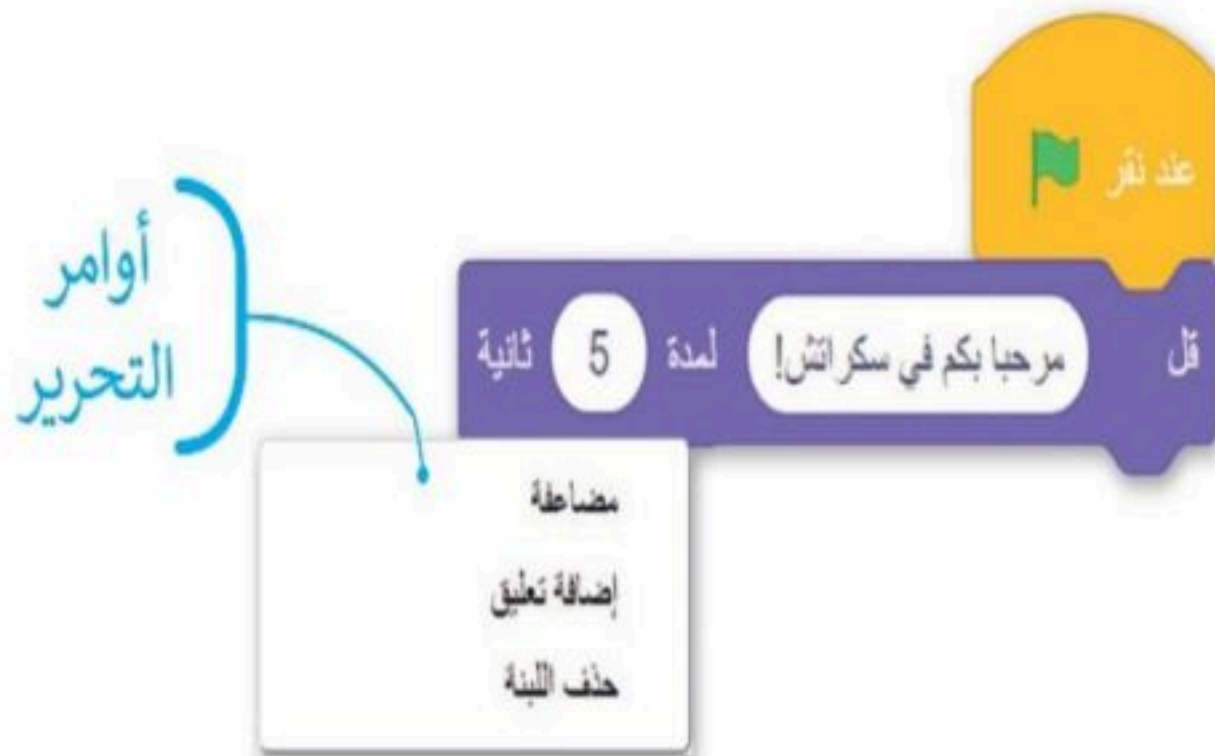 عند نقر
قل مرحبا بكم في سكراتش! لمدة 5 ثانية
أوامر
التحرير
مضاعفة
إضافة تعليق
حذف اللبنة